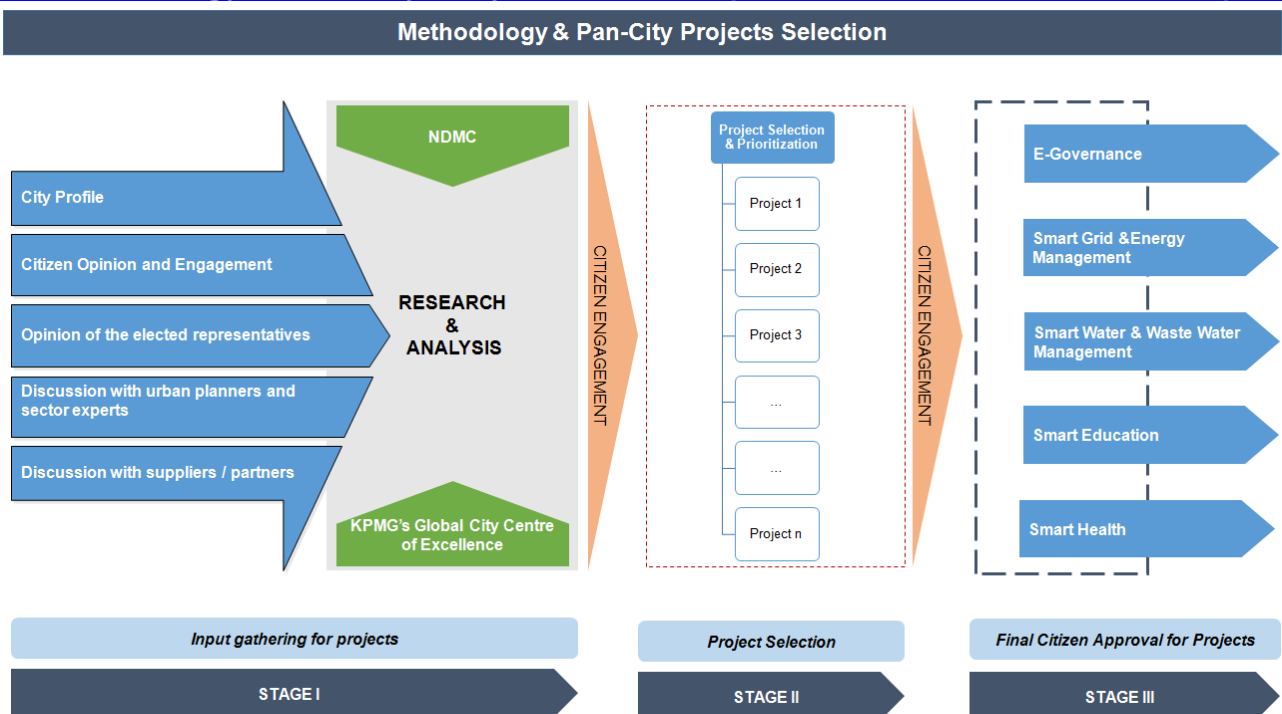 Methodology & Pan-City Projects Selection
City Profile
Citizen Opinion and Engagement
Opinion of the elected representatives
Discussion with urban planners and
sector experts
Discussion with suppliers / partners
NDMC
RESEARCH
&
ANALYSIS
KPMG's Global City Centre
of Excellence
CITIZEN ENGAGEMENT
Project Selection
& Prioritization
Project 1
Project 2
Project 3
...
...
Project n
CITIZEN ENGAGEMENT
E-Governance
Smart Grid &Energy
Management
Smart Water & Waste Water
Management
Smart Education
Smart Health
Input gathering for projects
Project Selection
Final Citizen Approval for Projects
STAGE I
STAGE II
STAGE III